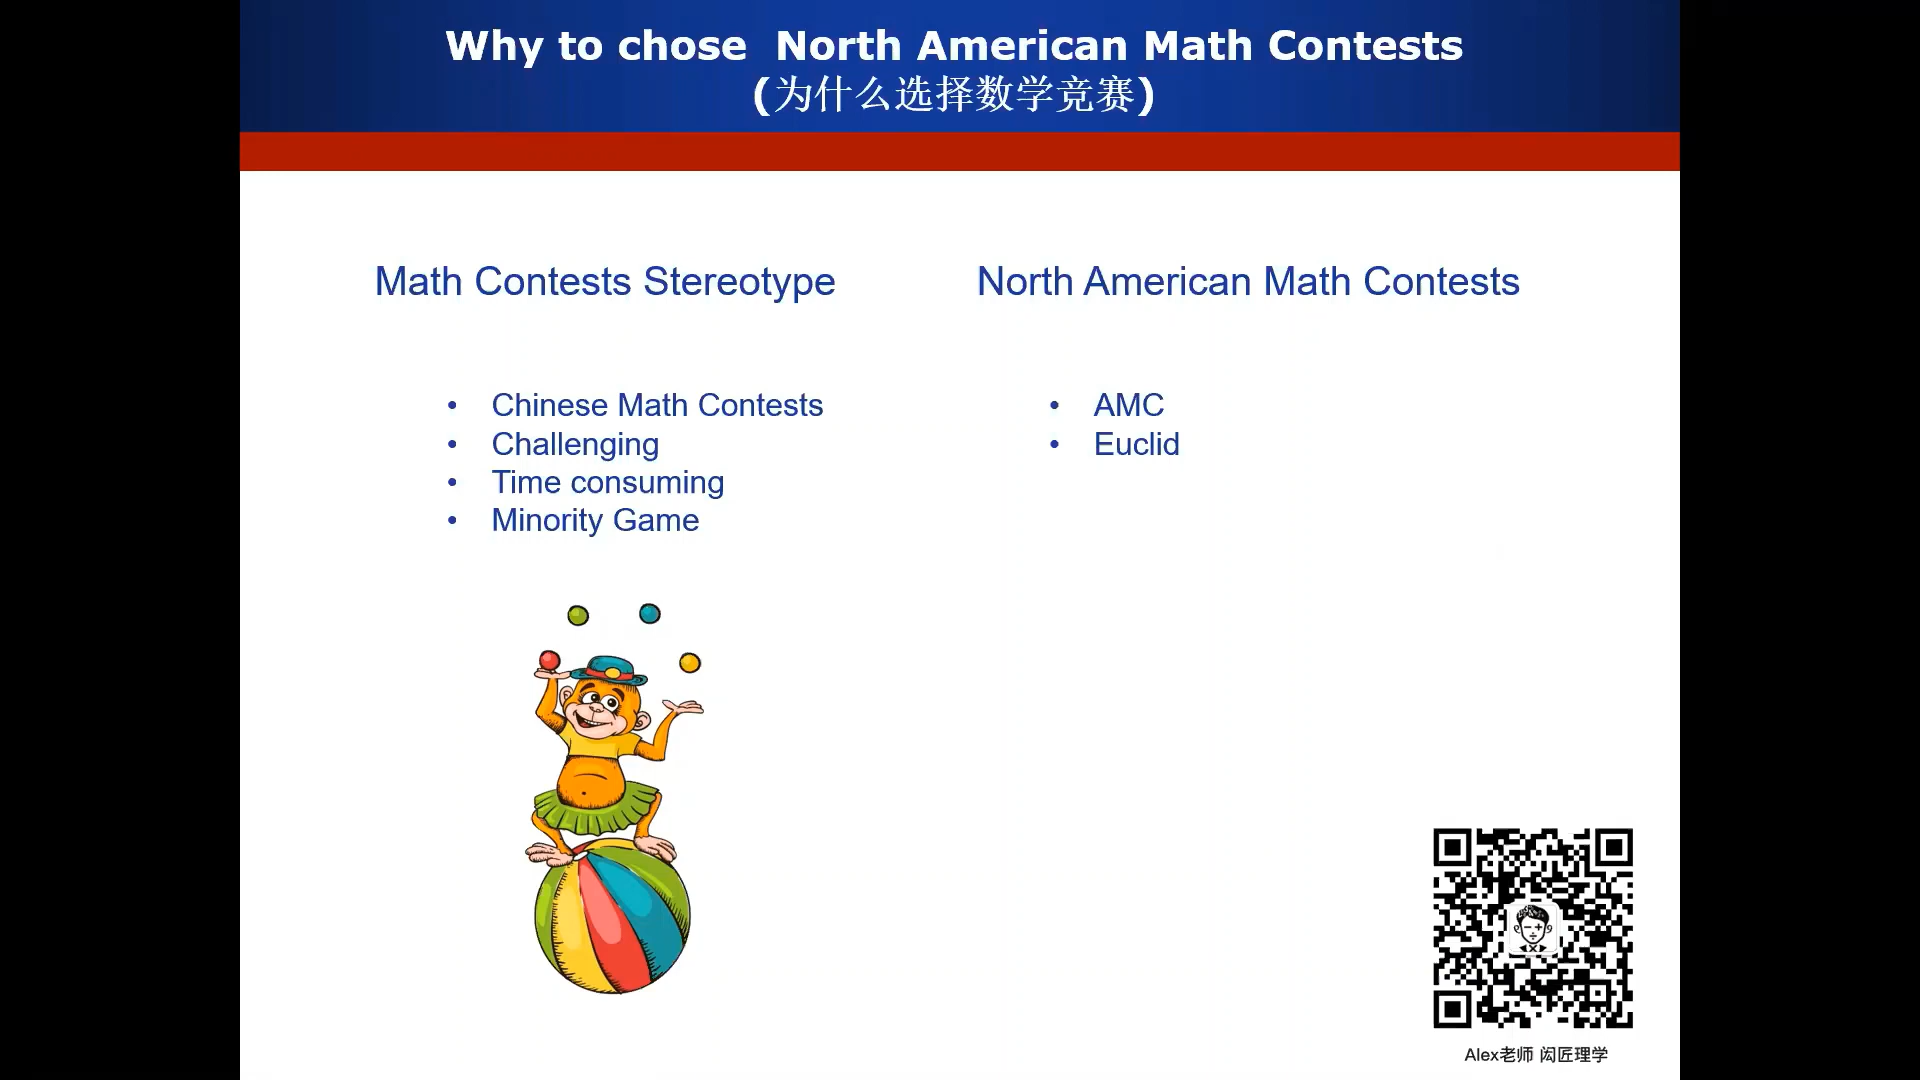 Why to chose North American Math Contests
(为什么选择数学竞赛)
Math Contests Stereotype
• Chinese Math Contests
• Challenging
• Time consuming
• Minority Game
North American Math Contests
• AMC
• Euclid
Alex老师 闳匠理学